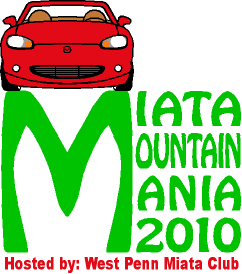 MIATA
MOUNTAIN
MANIA
2010
Hosted by: West Penn Miata Club